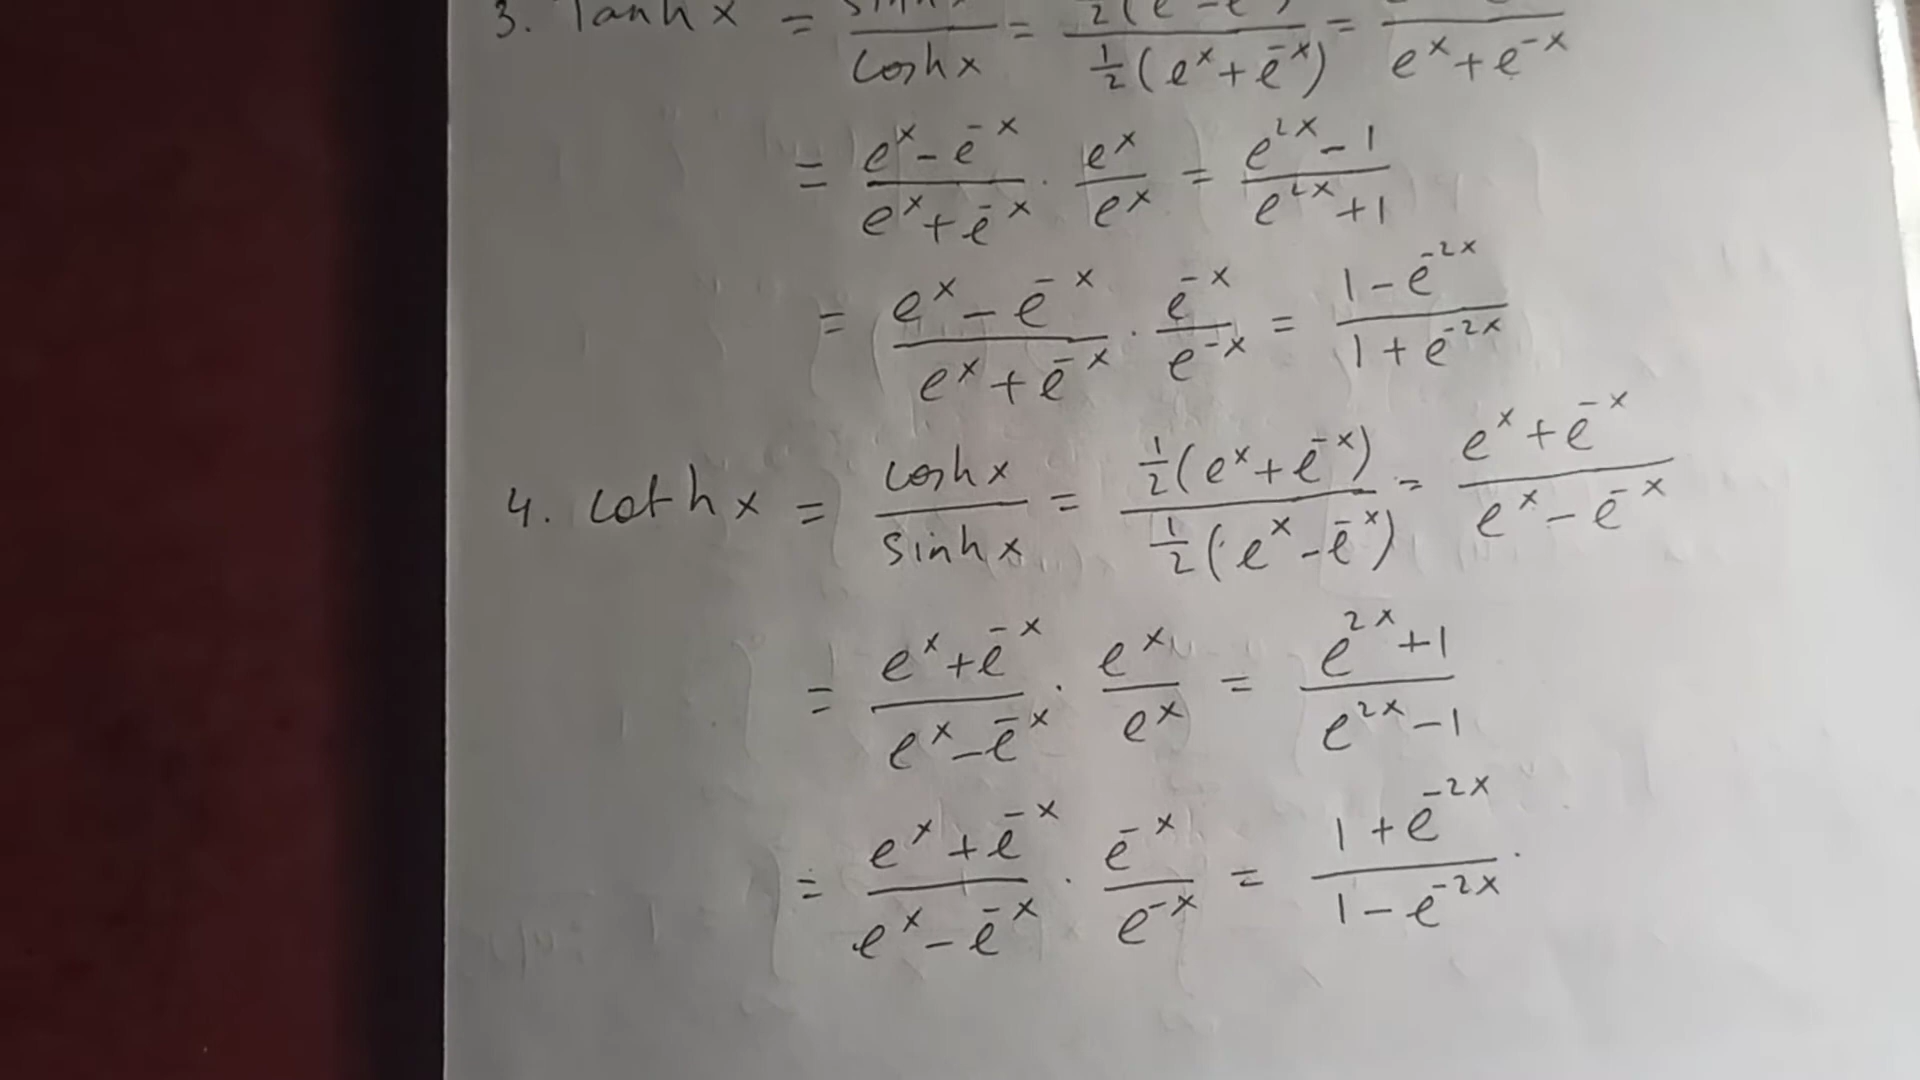 3. Tanh x = sinh x / cosh x = ½(e^x - e^-x) / ½(e^x + e^-x) = / e^x + e^-x
= (e^x - e^-x) / (e^x + e^-x) · e^x / e^x = (e^2x - 1) / (e^2x + 1)
= (e^x - e^-x) / (e^x + e^-x) · e^-x / e^-x = (1 - e^-2x) / (1 + e^-2x)
4. coth x = cosh x / sinh x = ½(e^x + e^-x) / ½(e^x - e^-x) = (e^x + e^-x) / (e^x - e^-x)
= (e^x + e^-x) / (e^x - e^-x) · e^x / e^x = (e^2x + 1) / (e^2x - 1)
= (e^x + e^-x) / (e^x - e^-x) · e^-x / e^-x = (1 + e^-2x) / (1 - e^-2x) .